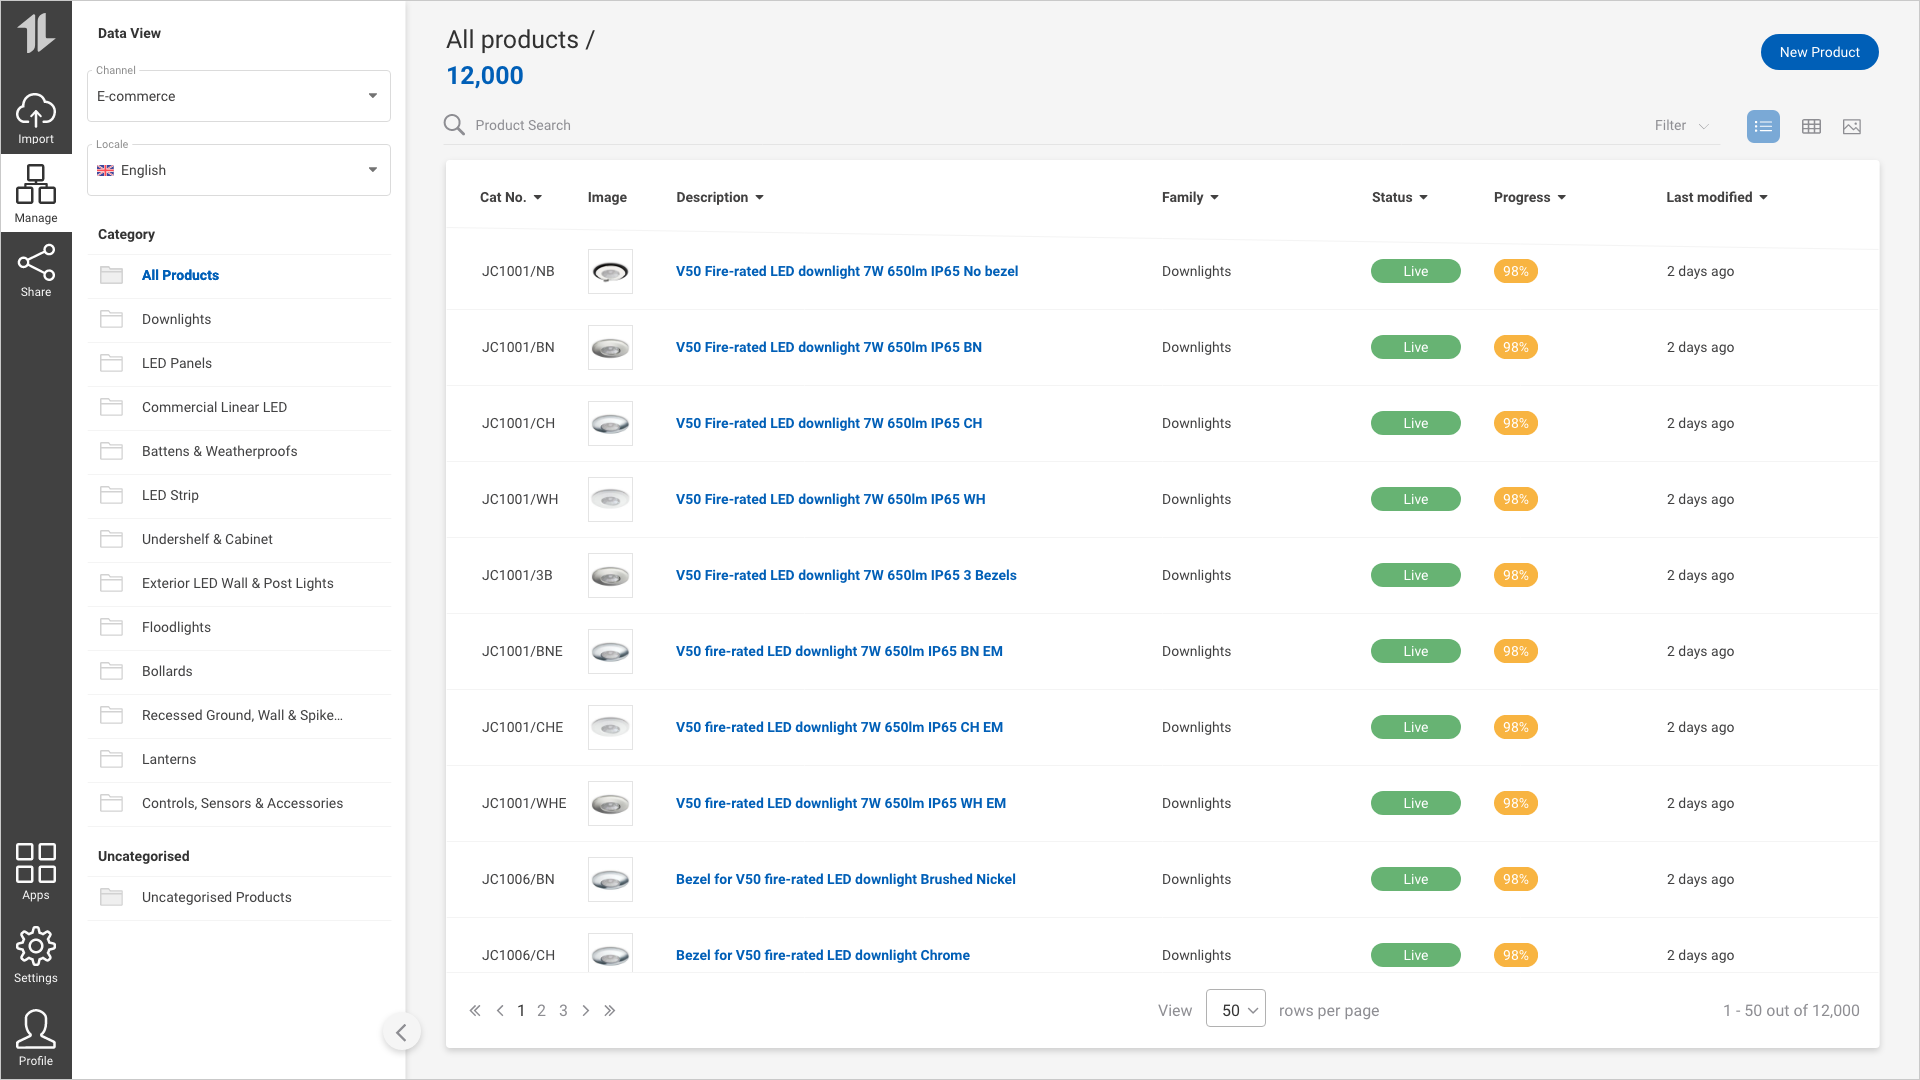 Import
Manage
Share
Apps
Settings
Profile
Data View
Channel
E-commerce
Locale
English
Category
All Products
Downlights
LED Panels
Commercial Linear LED
Battens & Weatherproofs
LED Strip
Undershelf & Cabinet
Exterior LED Wall & Post Lights
Floodlights
Bollards
Recessed Ground, Wall & Spike...
Lanterns
Controls, Sensors & Accessories
Uncategorised
Uncategorised Products
All products /
12,000
New Product
Product Search
Filter
Cat No. Image Description Family Status Progress Last modified
JC1001/NB V50 Fire-rated LED downlight 7W 650lm IP65 No bezel Downlights Live 98% 2 days ago
JC1001/BN V50 Fire-rated LED downlight 7W 650lm IP65 BN Downlights Live 98% 2 days ago
JC1001/CH V50 Fire-rated LED downlight 7W 650lm IP65 CH Downlights Live 98% 2 days ago
JC1001/WH V50 Fire-rated LED downlight 7W 650lm IP65 WH Downlights Live 98% 2 days ago
JC1001/3B V50 Fire-rated LED downlight 7W 650lm IP65 3 Bezels Downlights Live 98% 2 days ago
JC1001/BNE V50 fire-rated LED downlight 7W 650lm IP65 BN EM Downlights Live 98% 2 days ago
JC1001/CHE V50 fire-rated LED downlight 7W 650lm IP65 CH EM Downlights Live 98% 2 days ago
JC1001/WHE V50 fire-rated LED downlight 7W 650lm IP65 WH EM Downlights Live 98% 2 days ago
JC1006/BN Bezel for V50 fire-rated LED downlight Brushed Nickel Downlights Live 98% 2 days ago
JC1006/CH Bezel for V50 fire-rated LED downlight Chrome Downlights Live 98% 2 days ago
1 2 3 View 50 rows per page 1 - 50 out of 12,000